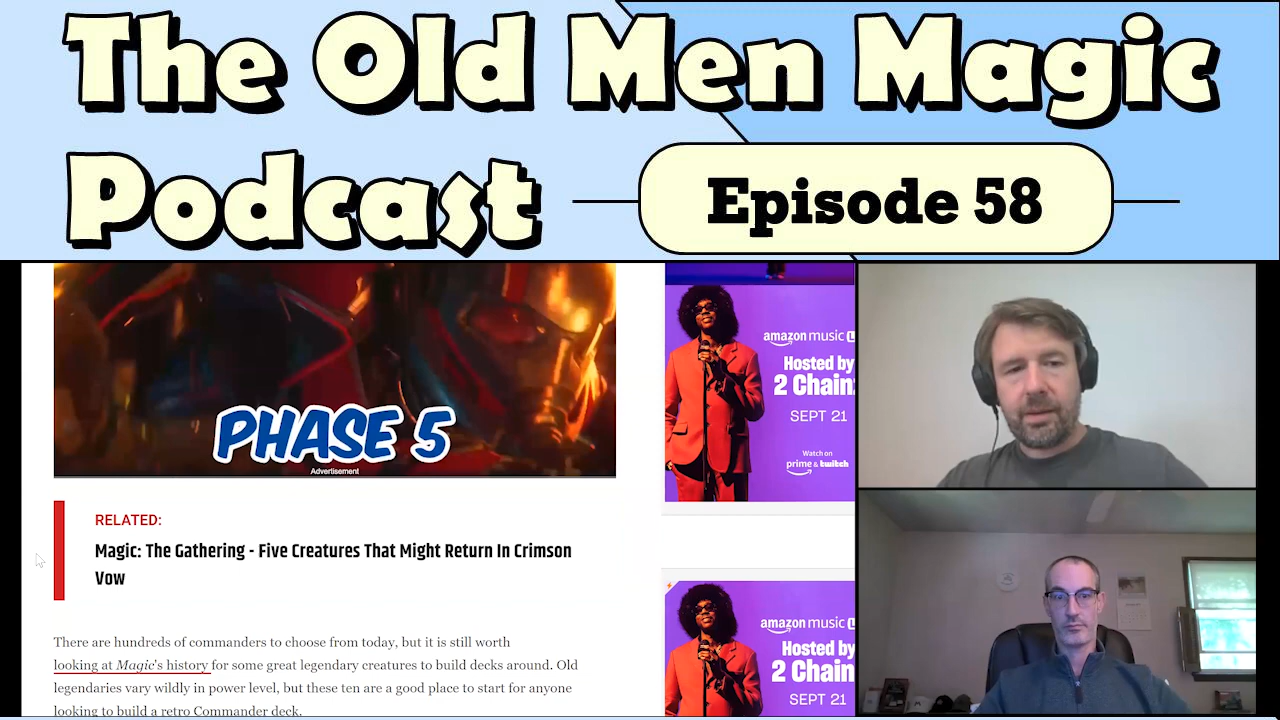 The Old Men Magic
Podcast
Episode 58
PHASE 5
Advertisement
RELATED:
Magic: The Gathering - Five Creatures That Might Return In Crimson
Vow
There are hundreds of commanders to choose from today, but it is still worth
looking at Magic's history for some great legendary creatures to build decks around. Old
legendaries vary wildly in power level, but these ten are a good place to start for anyone
looking to build a retro Commander deck.
amazon music L
Hosted by
2 Chain
SEPT 21
Watch on
prime & twitch
amazon music L
Hosted by
2 Chain
SEPT 21